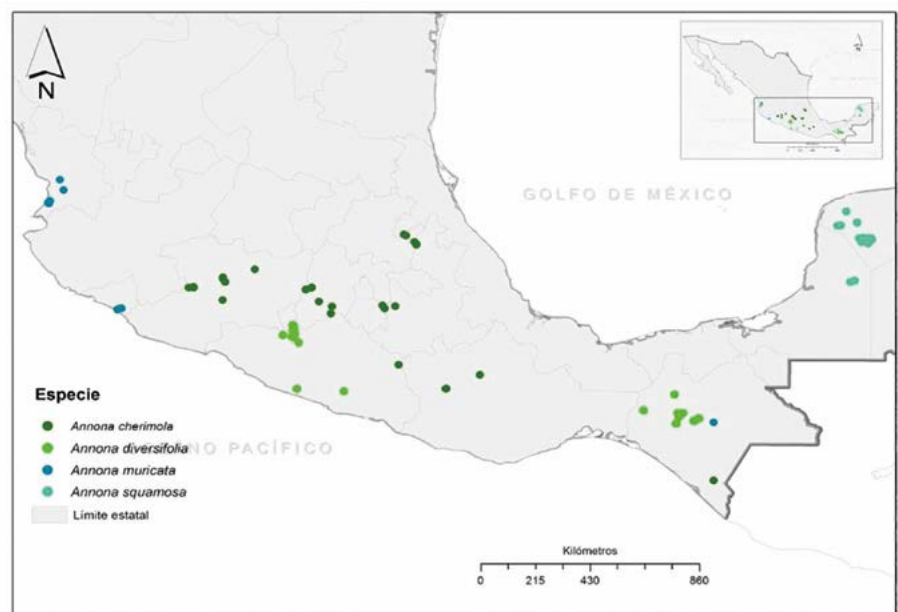 N
GOLFO DE MÉXICO
Especie
Annona cherimola
Annona diversifolia
NO PACÍFICO
Annona muricata
Annona squamosa
Límite estatal
Kilómetros
0 215 430 860